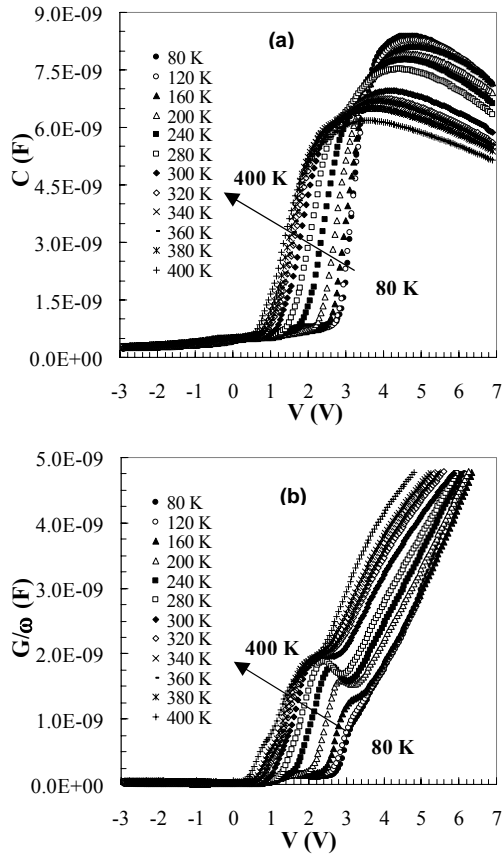 (a)
9.0E-09
7.5E-09
6.0E-09
4.5E-09
3.0E-09
1.5E-09
0.0E+00
C (F)
80 K
120 K
160 K
200 K
240 K
280 K
300 K
320 K
340 K
360 K
380 K
400 K
400 K
80 K
-3 -2 -1 0 1 2 3 4 5 6 7
V (V)
(b)
5.0E-09
4.0E-09
3.0E-09
2.0E-09
1.0E-09
0.0E+00
G/ω (F)
80 K
120 K
160 K
200 K
240 K
280 K
300 K
320 K
340 K
360 K
380 K
400 K
400 K
80 K
-3 -2 -1 0 1 2 3 4 5 6 7
V (V)